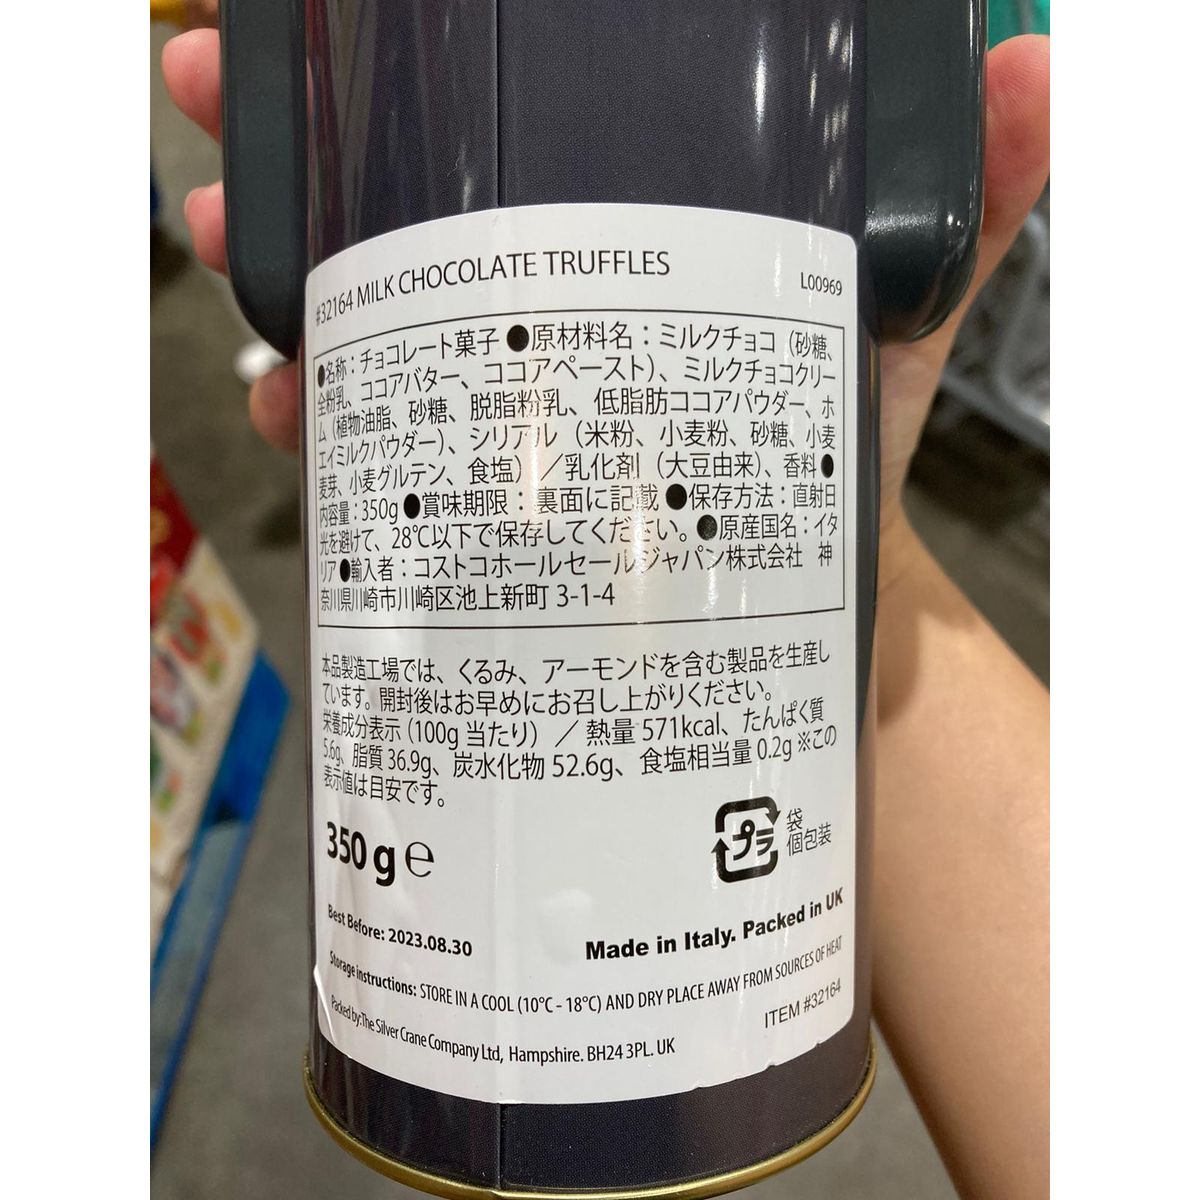 #32164 MILK CHOCOLATE TRUFFLES
L00969
●名称：チョコレート菓子 ●原材料名：ミルクチョコ（砂糖、
全粉乳、ココアバター、ココアペースト）、ミルクチョコクリー
ム（植物油脂、砂糖、脱脂粉乳、低脂肪ココアパウダー、ホ
エイミルクパウダー）、シリアル（米粉、小麦粉、砂糖、小麦
麦芽、小麦グルテン、食塩）／乳化剤（大豆由来）、香料 ●
内容量：350g ●賞味期限：裏面に記載 ●保存方法：直射日
光を避けて、28℃以下で保存してください。●原産国名：イタ
リア ●輸入者：コストコホールセールジャパン株式会社 神
奈川県川崎市川崎区池上新町 3-1-4
本品製造工場では、くるみ、アーモンドを含む製品を生産し
ています。開封後はお早めにお召し上がりください。
栄養成分表示（100g 当たり）／ 熱量 571kcal、たんぱく質
5.6g、脂質 36.9g、炭水化物 52.6g、食塩相当量 0.2g ※この
表示値は目安です。
350 g ℮
プラ
袋
個包装
Best Before: 2023.08.30
Made in Italy. Packed in UK
Storage instructions: STORE IN A COOL (10°C - 18°C) AND DRY PLACE AWAY FROM SOURCES OF HEAT
Packed by:The Silver Crane Company Ltd, Hampshire. BH24 3PL. UK
ITEM #32164